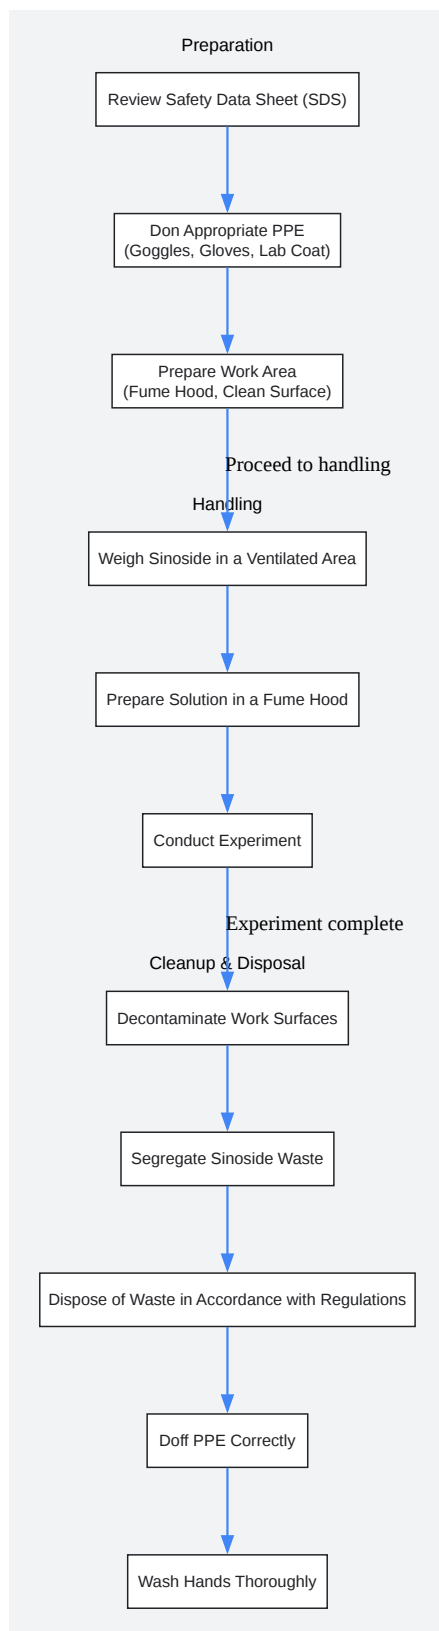 Preparation
Review Safety Data Sheet (SDS)
Don Appropriate PPE
(Goggles, Gloves, Lab Coat)
Prepare Work Area
(Fume Hood, Clean Surface)
Proceed to handling
Handling
Weigh Sinoside in a Ventilated Area
Prepare Solution in a Fume Hood
Conduct Experiment
Experiment complete
Cleanup & Disposal
Decontaminate Work Surfaces
Segregate Sinoside Waste
Dispose of Waste in Accordance with Regulations
Doff PPE Correctly
Wash Hands Thoroughly